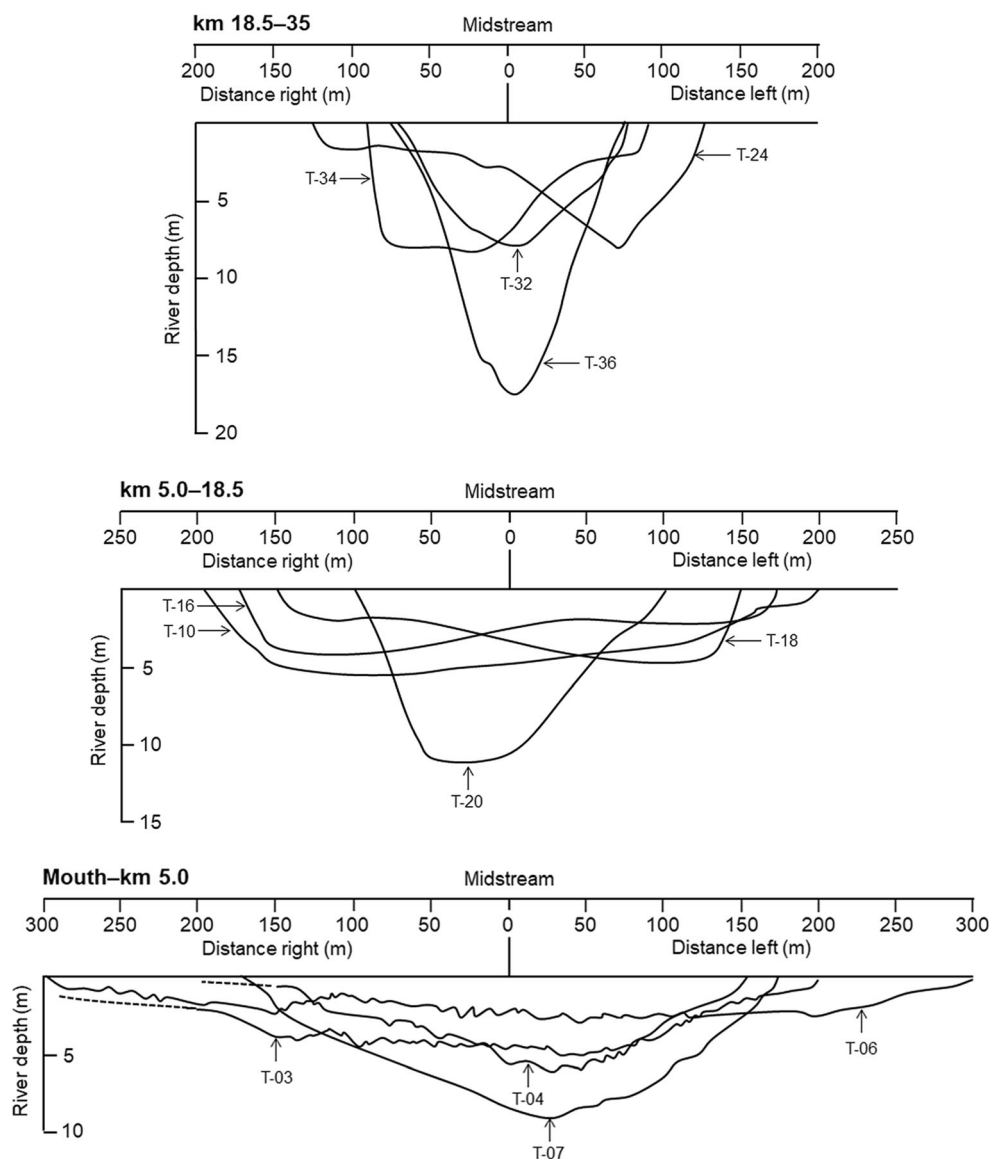 km 18.5–35
Midstream
200 150 100 50 0 50 100 150 200
Distance right (m) Distance left (m)
T-24
T-34
5
T-32
10
River depth (m)
15
T-36
20
km 5.0–18.5
Midstream
250 200 150 100 50 0 50 100 150 200 250
Distance right (m) Distance left (m)
T-16
T-10
T-18
5
River depth (m)
10
T-20
15
Mouth–km 5.0
Midstream
300 250 200 150 100 50 0 50 100 150 200 250 300
Distance right (m) Distance left (m)
River depth (m)
5
T-03
T-04
T-06
10
T-07